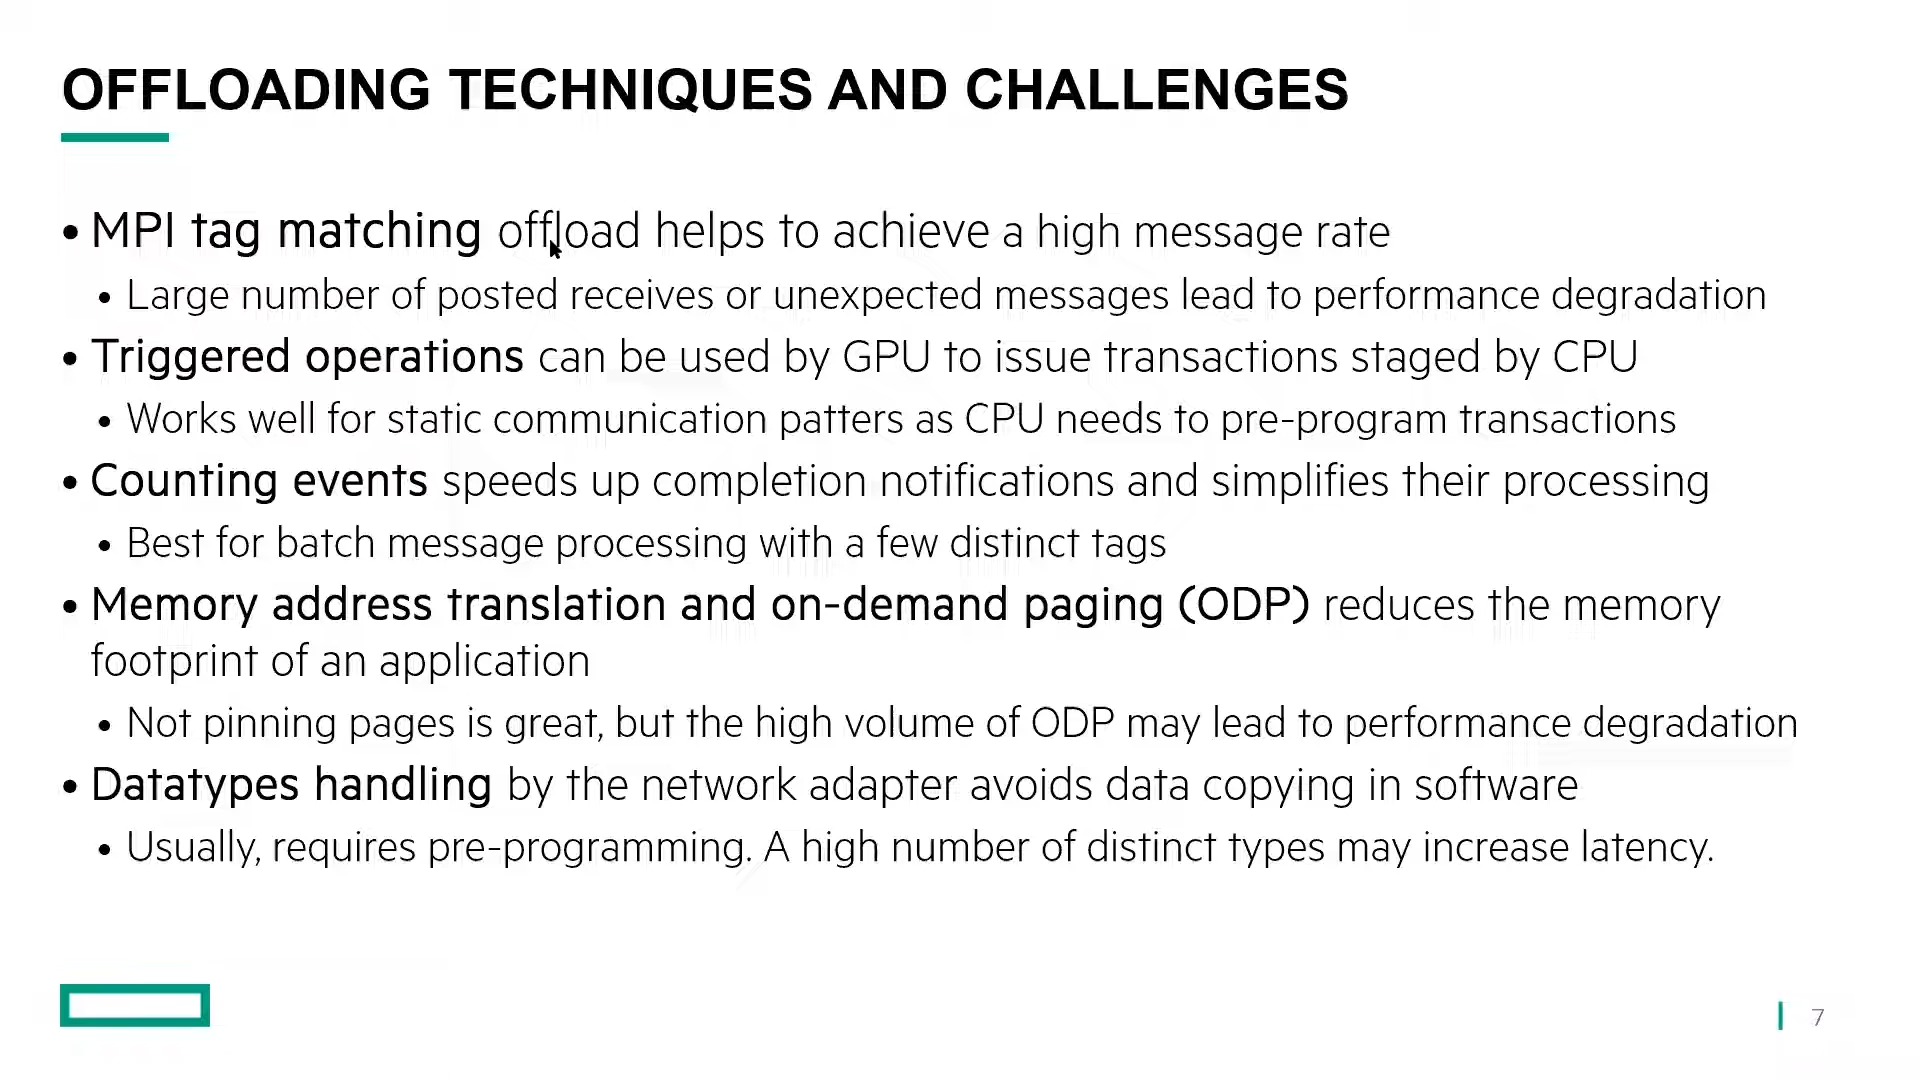 OFFLOADING TECHNIQUES AND CHALLENGES
• MPI tag matching offload helps to achieve a high message rate
• Large number of posted receives or unexpected messages lead to performance degradation
• Triggered operations can be used by GPU to issue transactions staged by CPU
• Works well for static communication patters as CPU needs to pre-program transactions
• Counting events speeds up completion notifications and simplifies their processing
• Best for batch message processing with a few distinct tags
• Memory address translation and on-demand paging (ODP) reduces the memory
footprint of an application
• Not pinning pages is great, but the high volume of ODP may lead to performance degradation
• Datatypes handling by the network adapter avoids data copying in software
• Usually, requires pre-programming. A high number of distinct types may increase latency.
7